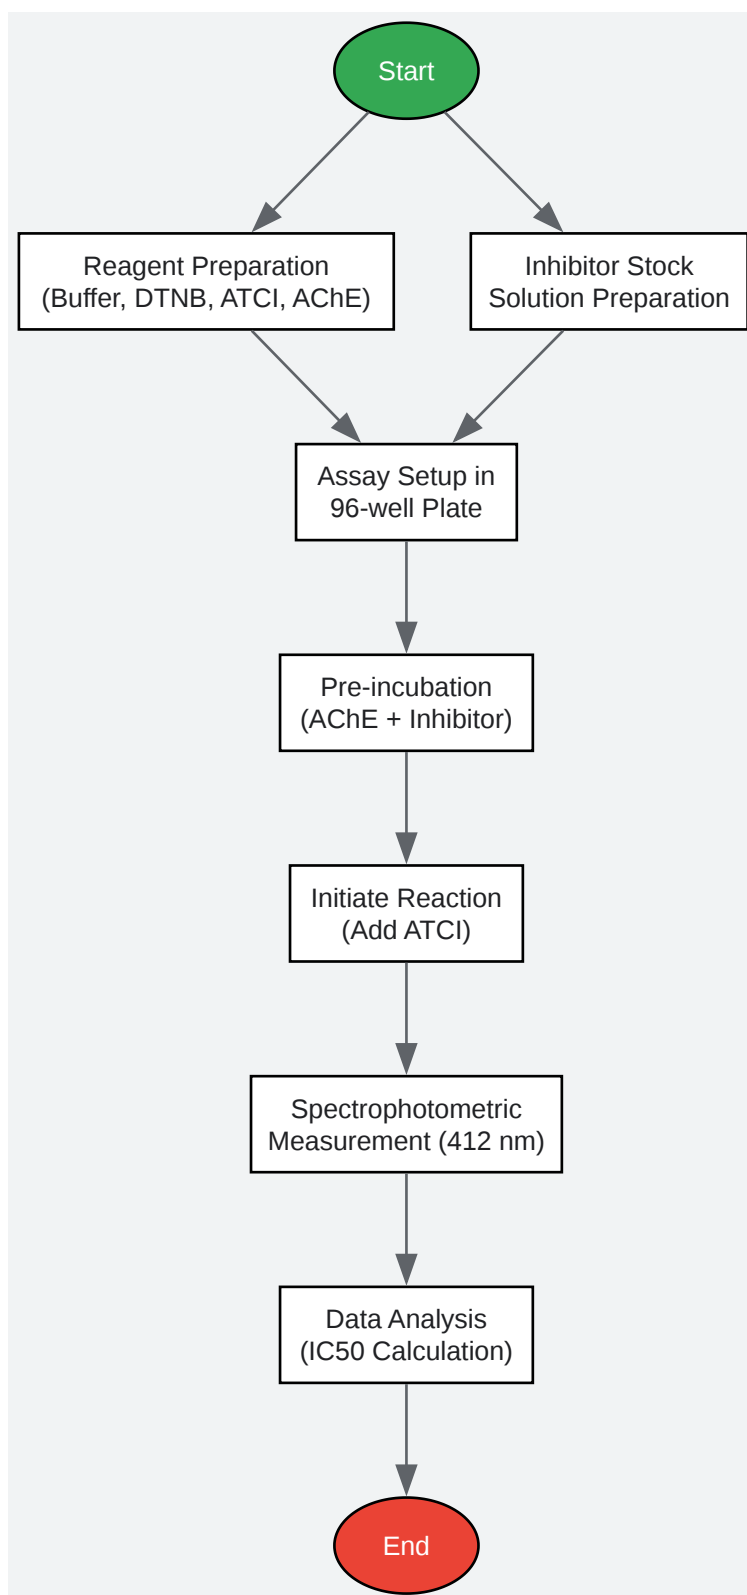 Start
Reagent Preparation
(Buffer, DTNB, ATCI, AChE)
Inhibitor Stock
Solution Preparation
Assay Setup in
96-well Plate
Pre-incubation
(AChE + Inhibitor)
Initiate Reaction
(Add ATCI)
Spectrophotometric
Measurement (412 nm)
Data Analysis
(IC50 Calculation)
End